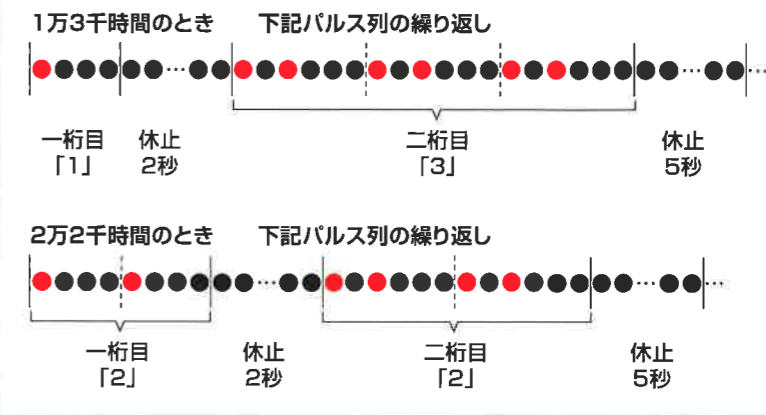 1万3千時間のとき 下記パルス列の繰り返し
一桁目 休止 二桁目 休止
「1」 2秒 「3」 5秒
2万2千時間のとき 下記パルス列の繰り返し
一桁目 休止 二桁目 休止
「2」 2秒 「2」 5秒